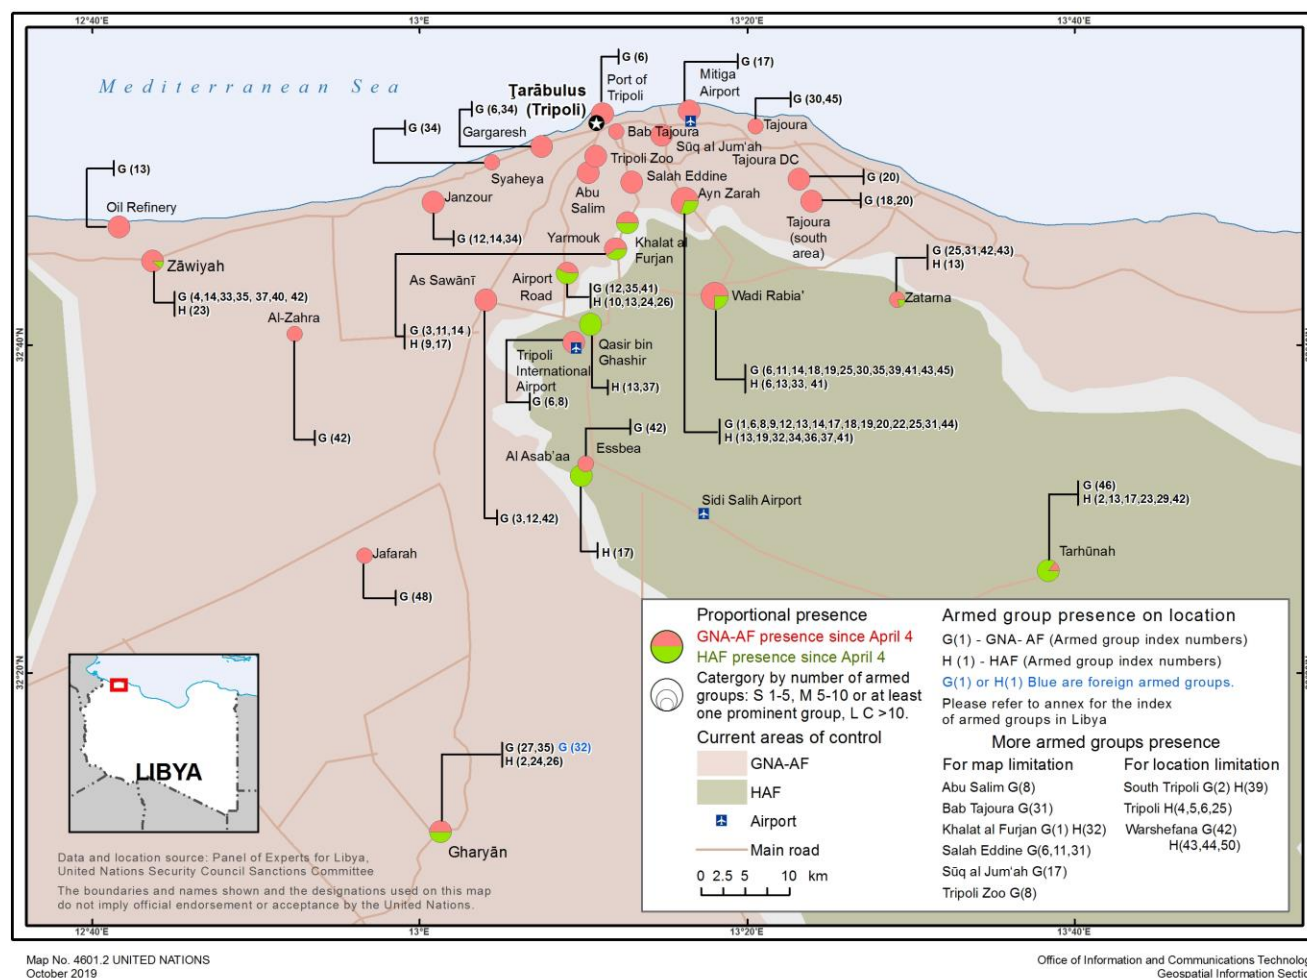 12°40'E
13°E
13°20'E
13°40'E
Mediterranean Sea
Ţarābulus
(Tripoli)
G (6)
Port of
Tripoli
G (17)
Mitiga
Airport
G (30,45)
Tajoura
G (6,34)
Gargaresh
G (34)
Syaheya
Bab Tajoura
Sūq al Jum‘ah
Tripoli Zoo
Tajoura DC
G (20)
G (13)
Oil Refinery
Janzour
G (12,14,34)
Abu
Salim
Salah Eddine
Ayn Zarah
G (18,20)
Tajoura
(south
area)
Yarmouk
Khalat al
Furjan
Zāwiyah
G (4,14,33,35, 37,40, 42)
H (23)
As Sawānī
Airport
Road
G (12,35,41)
H (10,13,24,26)
Wadi Rabia'
G (25,31,42,43)
H (13)
Zatarna
Al-Zahra
G (3,11,14 )
H (9,17)
32°40'N
Tripoli
International
Airport
G (6,8)
Qasir bin
Ghashir
H (13,37)
G (6,11,14,18,19,25,30,35,39,41,43,45)
H (6,13,33, 41)
G (42)
G (42)
Essbea
Al Asab'aa
G (1,6,8,9,12,13,14,17,18,19,20,22,25,31,44)
H (13,19,32,34,36,37,41)
Sidi Salih Airport
G (46)
H (2,13,17,23,29,42)
G (3,12,42)
H (17)
Tarhūnah
Jafarah
G (48)
32°20'N
LIBYA
G (27,35) G (32)
H (2,24,26)
Gharyān
Proportional presence
GNA-AF presence since April 4
HAF presence since April 4
Catergory by number of armed
groups: S 1-5, M 5-10 or at least
one prominent group, L C >10.
Current areas of control
GNA-AF
HAF
Airport
Main road
0 2.5 5 10 km
Armed group presence on location
G(1) - GNA- AF (Armed group index numbers)
H (1) - HAF (Armed group index numbers)
G(1) or H(1) Blue are foreign armed groups.
Please refer to annex for the index
of armed groups in Libya
More armed groups presence
For map limitation
Abu Salim G(8)
Bab Tajoura G(31)
Khalat al Furjan G(1) H(32)
Salah Eddine G(6,11,31)
Sūq al Jum‘ah G(17)
Tripoli Zoo G(8)
For location limitation
South Tripoli G(2) H(39)
Tripoli H(4,5,6,25)
Warshefana G(42)
H(43,44,50)
Data and location source: Panel of Experts for Libya,
United Nations Security Council Sanctions Committee
The boundaries and names shown and the designations used on this map
do not imply official endorsement or acceptance by the United Nations.
12°40'E
13°E
13°20'E
13°40'E
Map No. 4601.2 UNITED NATIONS
October 2019
Office of Information and Communications Technolog
Geospatial Information Sectio